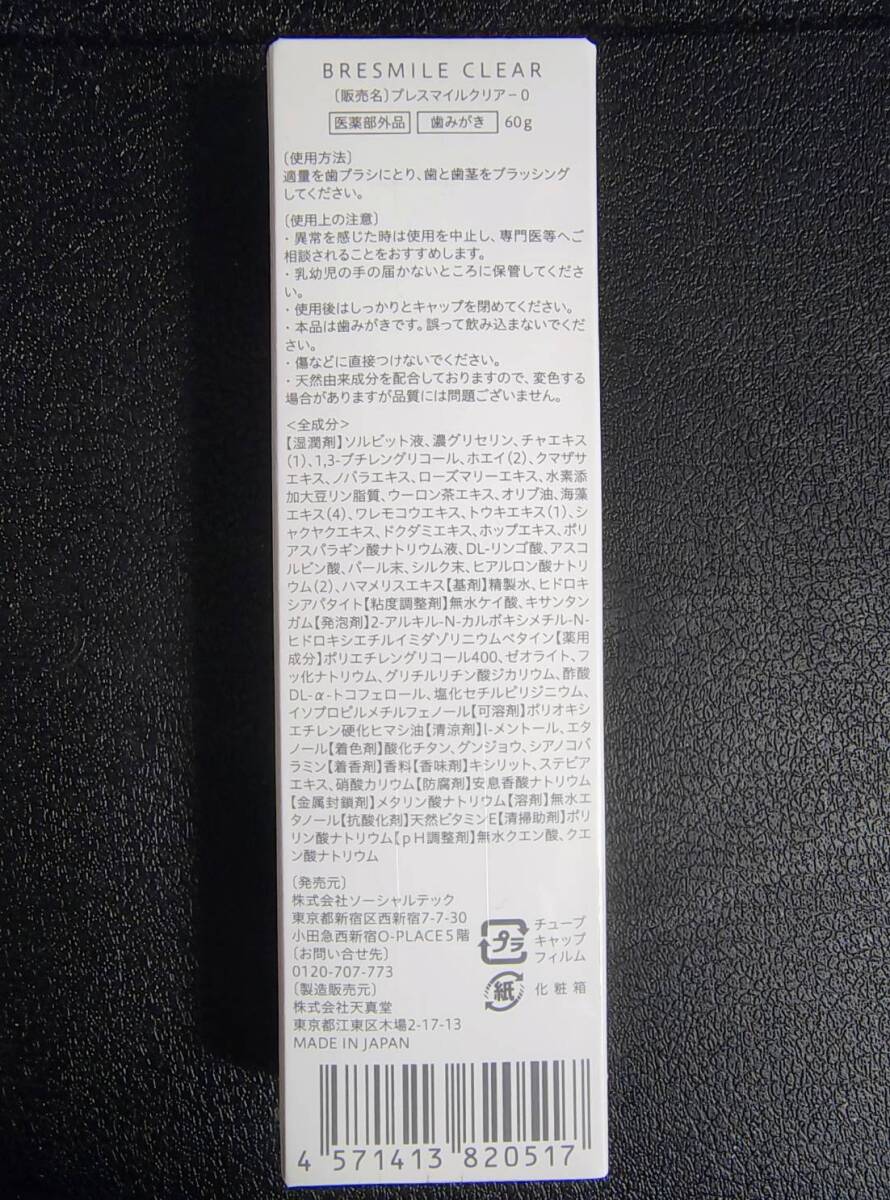 BRESMILE CLEAR
〔販売名〕ブレスマイルクリア-0
医薬部外品 歯みがき 60g
〔使用方法〕
適量を歯ブラシにとり、歯と歯茎をブラッシング
してください。
〔使用上の注意〕
・異常を感じた時は使用を中止し、専門医等へご
相談されることをおすすめします。
・乳幼児の手の届かないところに保管してくださ
い。
・使用後はしっかりとキャップを閉めてください。
・本品は歯みがきです。誤って飲み込まないでくだ
さい。
・傷などに直接つけないでください。
・天然由来成分を配合しておりますので、変色する
場合がありますが品質には問題ございません。
<全成分>
【湿潤剤】ソルビット液、濃グリセリン、チャエキス
(1)、1,3-ブチレングリコール、ホエイ(2)、クマザサ
エキス、ノバラエキス、ローズマリーエキス、水素添
加大豆リン脂質、ウーロン茶エキス、オリブ油、海藻
エキス(4)、ワレモコウエキス、トウキエキス(1)、シ
ャクヤクエキス、ドクダミエキス、ホップエキス、ポリ
アスパラギン酸ナトリウム液、DL-リンゴ酸、アスコ
ルビン酸、パール末、シルク末、ヒアルロン酸ナトリ
ウム(2)、ハマメリスエキス【基剤】精製水、ヒドロキ
シアパタイト【粘度調整剤】無水ケイ酸、キサンタン
ガム【発泡剤】2-アルキル-N-カルボキシメチル-N-
ヒドロキシエチルイミダゾリニウムベタイン【薬用
成分】ポリエチレングリコール400、ゼオライト、フ
ッ化ナトリウム、グリチルリチン酸ジカリウム、酢酸
DL-α-トコフェロール、塩化セチルピリジニウム、
イソプロピルメチルフェノール【可溶剤】ポリオキシ
エチレン硬化ヒマシ油【清涼剤】l-メントール、エタ
ノール【着色剤】酸化チタン、グンジョウ、シアノコバ
ラミン【着香剤】香料【香味剤】キシリット、ステビア
エキス、硝酸カリウム【防腐剤】安息香酸ナトリウム
【金属封鎖剤】メタリン酸ナトリウム【溶剤】無水エ
タノール【抗酸化剤】天然ビタミンE【清掃助剤】ポリ
リン酸ナトリウム【pH調整剤】無水クエン酸、クエ
ン酸ナトリウム
〔発売元〕
株式会社ソーシャルテック
東京都新宿区西新宿7-7-30
小田急西新宿O-PLACE5階
〔お問い合せ先〕
0120-707-773
〔製造販売元〕
株式会社天真堂
東京都江東区木場2-17-13
MADE IN JAPAN
プラ
チューブ
キャップ
フィルム
紙
化粧箱
4 571413 820517